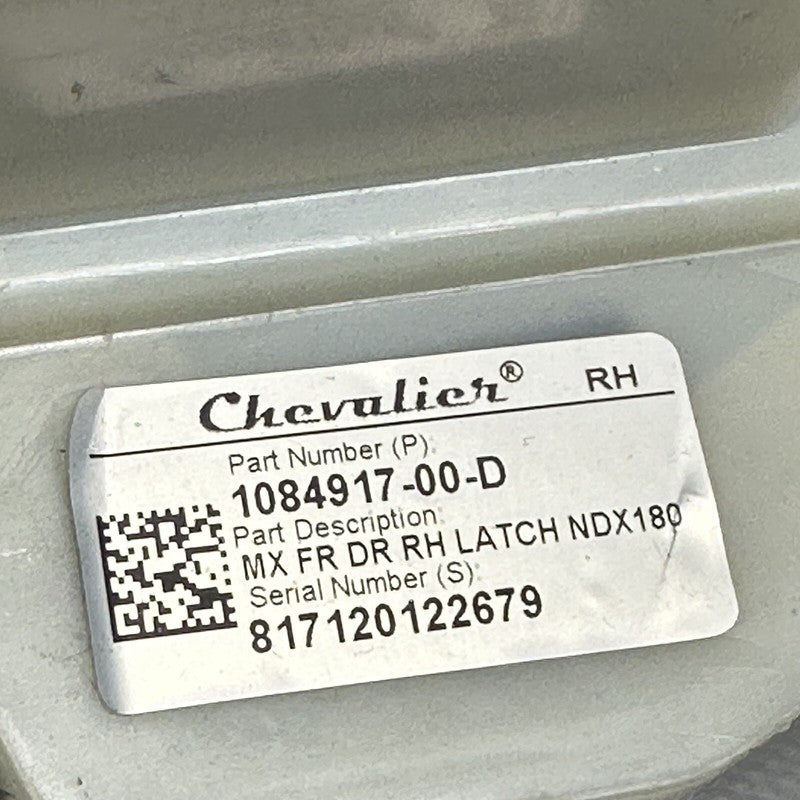 Chevalier® RH
Part Number (P):
1084917-00-D
Part Description:
MX FR DR RH LATCH NDX180
Serial Number (S):
817120122679